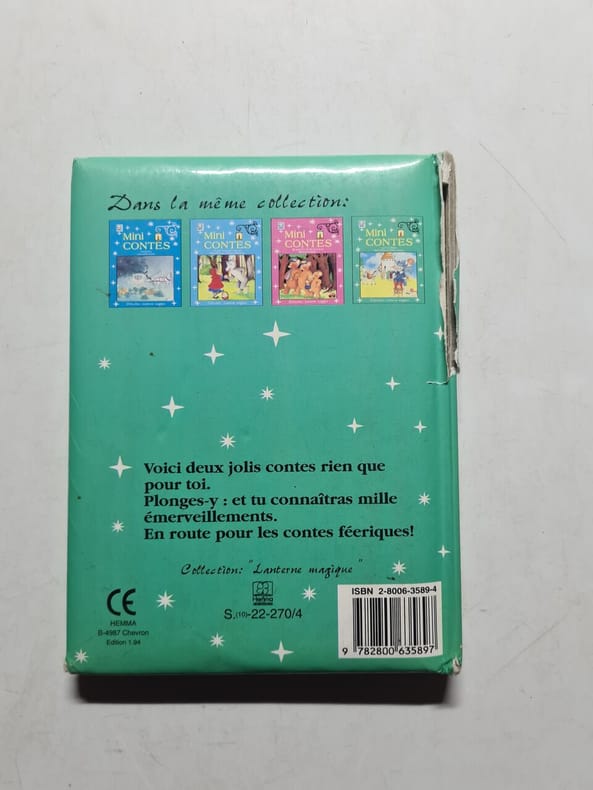 Dans la même collection:
Mini CONTES
Mini CONTES
Mini CONTES
Mini CONTES
Voici deux jolis contes rien que
pour toi.
Plonges-y : et tu connaîtras mille
émerveillements.
En route pour les contes féeriques!
Collection: "Lanterne magique"
CE
HEMMA
B-4987 Chevron
Edition 1.94
Hemma
S.(10)-22-270/4
ISBN 2-8006-3589-4
9 782800 635897